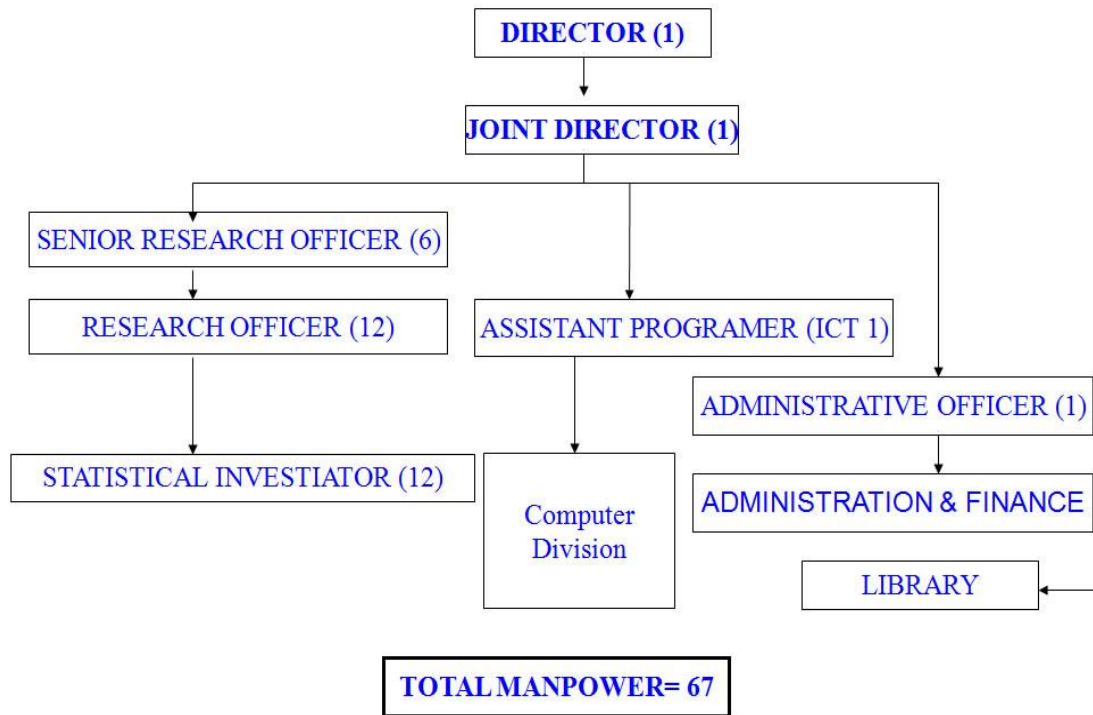 DIRECTOR (1)
JOINT DIRECTOR (1)
SENIOR RESEARCH OFFICER (6)
RESEARCH OFFICER (12)
ASSISTANT PROGRAMER (ICT 1)
ADMINISTRATIVE OFFICER (1)
STATISTICAL INVESTIATOR (12)
ADMINISTRATION & FINANCE
Computer
Division
LIBRARY
TOTAL MANPOWER= 67